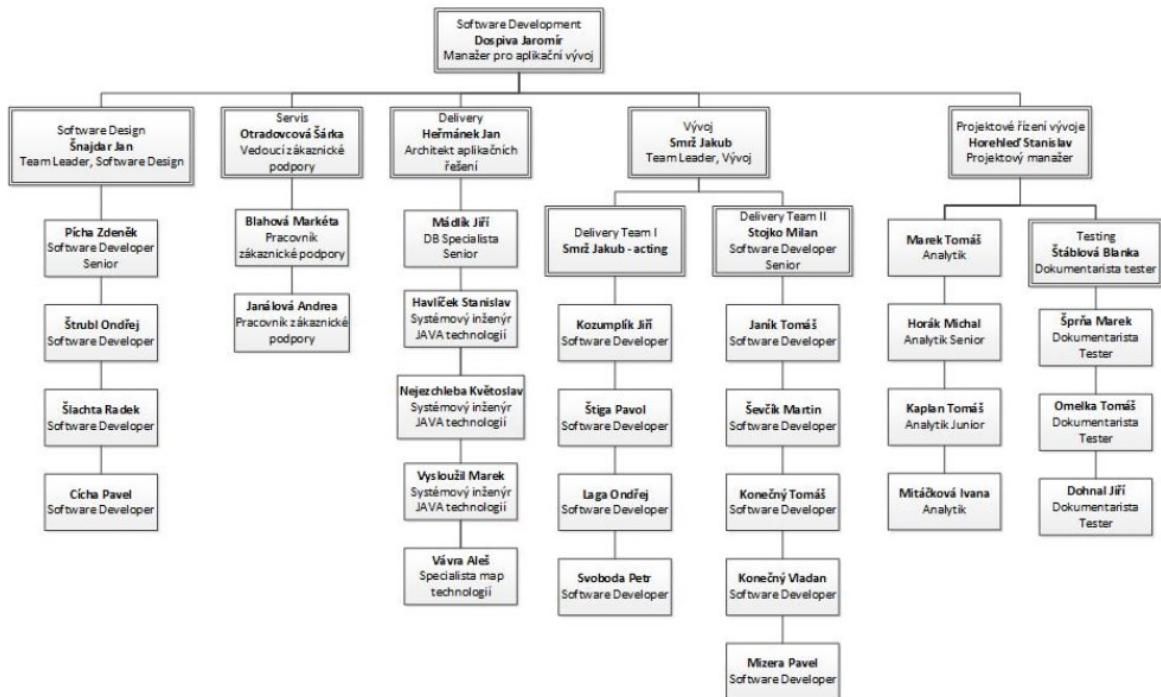 Software Development
Dospiva Jaromír
Manažer pro aplikační vývoj
Software Design
Šnajdar Jan
Team Leader, Software Design
Servis
Otradovcová Šárka
Vedoucí zákaznické
podpory
Delivery
Heřmánek Jan
Architekt aplikačních
řešení
Vývoj
Smrž Jakub
Team Leader, Vývoj
Projektové řízení vývoje
Horehleď Stanislav
Projektový manažer
Pícha Zdeněk
Software Developer
Senior
Štrubl Ondřej
Software Developer
Šlachta Radek
Software Developer
Cícha Pavel
Software Developer
Blahová Markéta
Pracovník
zákaznické podpory
Janálová Andrea
Pracovník zákaznické
podpory
Mádlík Jiří
DB Specialista
Senior
Havlíček Stanislav
Systémový inženýr
JAVA technologií
Nejezchleba Květoslav
Systémový inženýr
JAVA technologií
Vysloužil Marek
Systémový inženýr
JAVA technologií
Vávra Aleš
Specialista map
technologií
Delivery Team I
Smrž Jakub - acting
Kozumplík Jiří
Software Developer
Štiga Pavol
Software Developer
Laga Ondřej
Software Developer
Svoboda Petr
Software Developer
Delivery Team II
Stojko Milan
Software Developer
Senior
Janík Tomáš
Software Developer
Ševčík Martin
Software Developer
Konečný Tomáš
Software Developer
Konečný Vladan
Software Developer
Mizera Pavel
Software Developer
Marek Tomáš
Analytik
Horák Michal
Analytik Senior
Kaplan Tomáš
Analytik Junior
Mitáčková Ivana
Analytik
Testing
Štáblová Blanka
Dokumentarista tester
Šprňa Marek
Dokumentarista
Tester
Omelka Tomáš
Dokumentarista
Tester
Dohnal Jiří
Dokumentarista
Tester